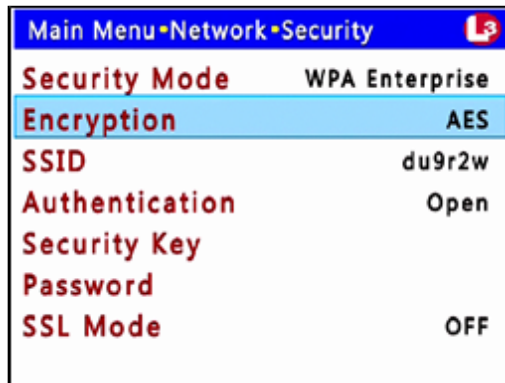 Main Menu•Network•Security L3
Security Mode WPA Enterprise
Encryption AES
SSID du9r2w
Authentication Open
Security Key
Password
SSL Mode OFF